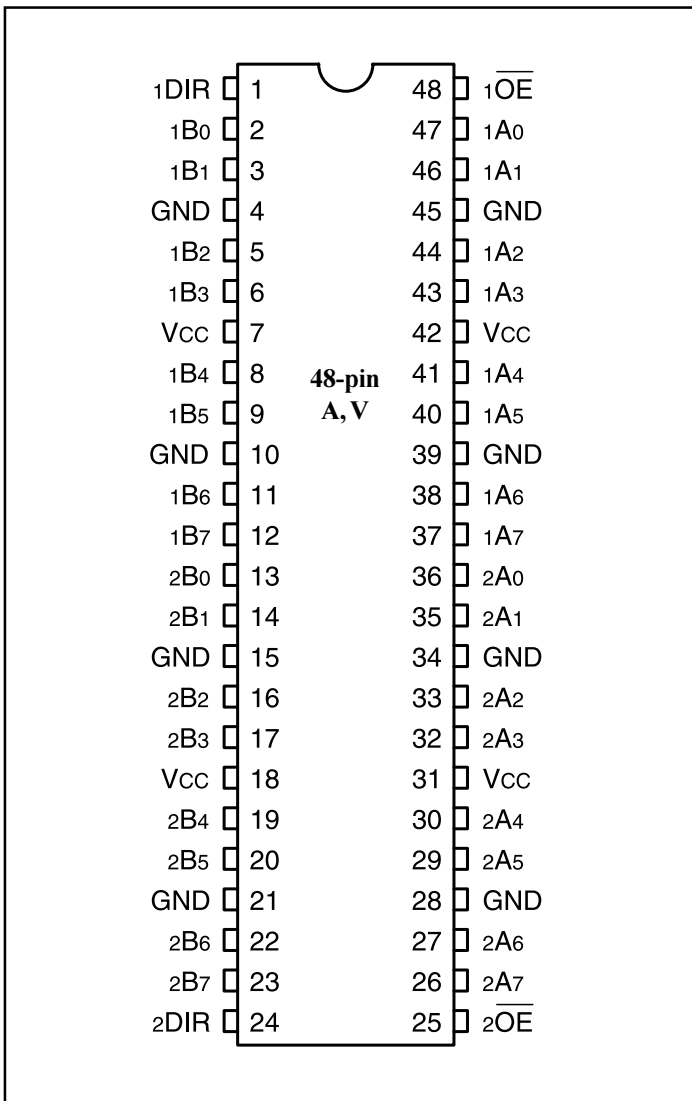 1DIR 1 48 1OE
1B0 2 47 1A0
1B1 3 46 1A1
GND 4 45 GND
1B2 5 44 1A2
1B3 6 43 1A3
VCC 7 42 VCC
1B4 8 48-pin 41 1A4
1B5 9 A, V 40 1A5
GND 10 39 GND
1B6 11 38 1A6
1B7 12 37 1A7
2B0 13 36 2A0
2B1 14 35 2A1
GND 15 34 GND
2B2 16 33 2A2
2B3 17 32 2A3
VCC 18 31 VCC
2B4 19 30 2A4
2B5 20 29 2A5
GND 21 28 GND
2B6 22 27 2A6
2B7 23 26 2A7
2DIR 24 25 2OE